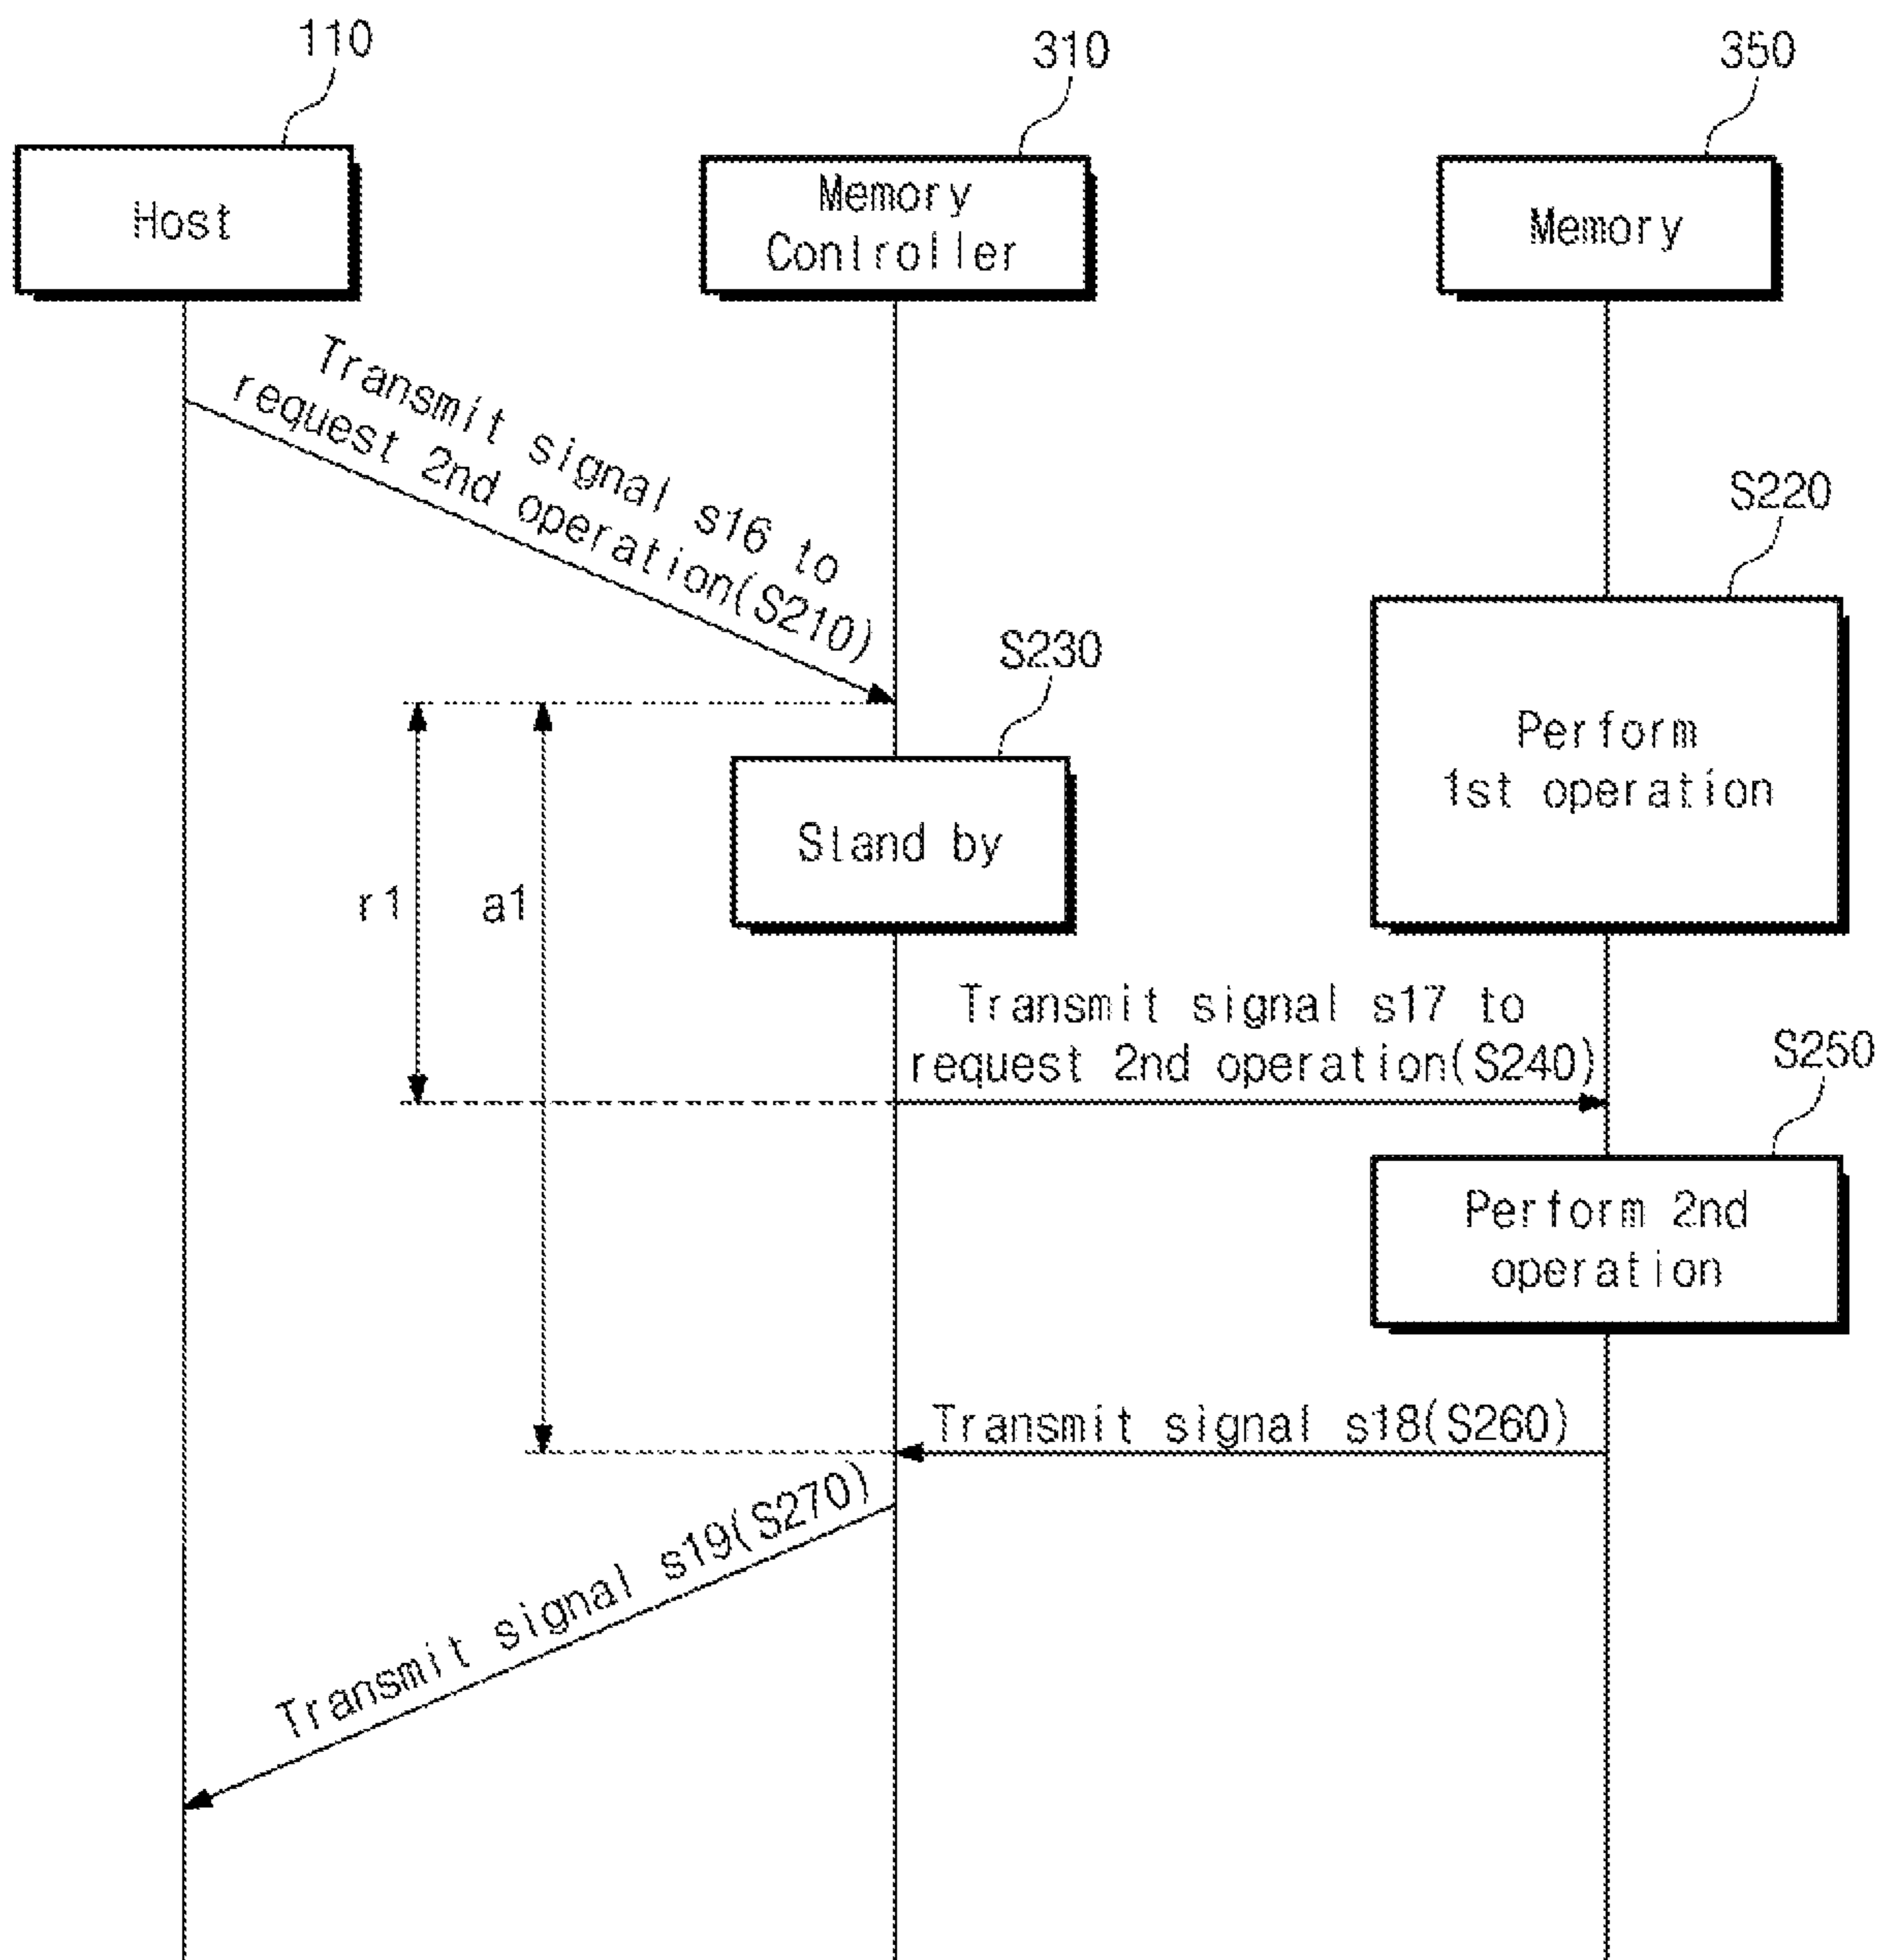 110
310
350
Host
Memory
Controller
Memory
Transmit signal s16 to
request 2nd operation(S210)
S220
S230
Perform
1st operation
Stand by
r1
a1
Transmit signal s17 to
request 2nd operation(S240)
S250
Perform 2nd
operation
Transmit signal s18(S260)
Transmit signal s19(S270)